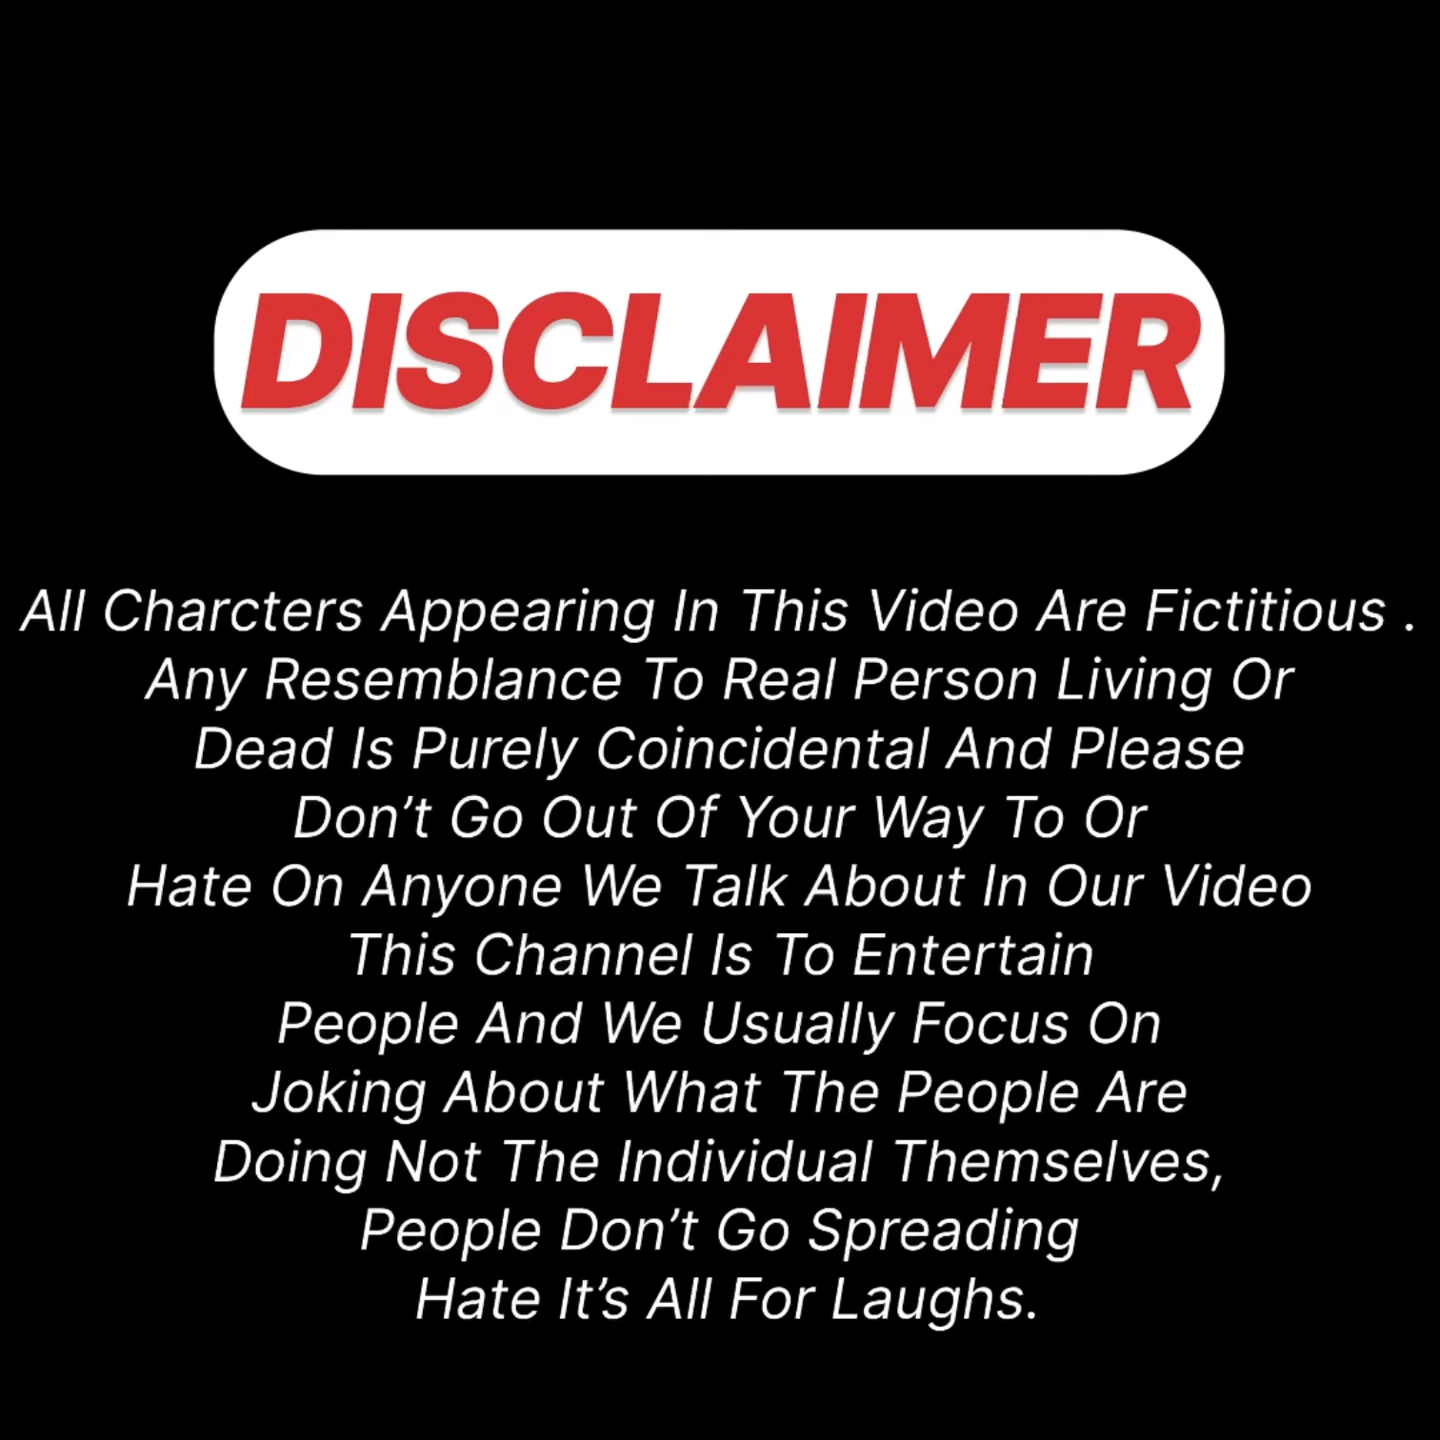 DISCLAIMER
All Charcters Appearing In This Video Are Fictitious .
Any Resemblance To Real Person Living Or
Dead Is Purely Coincidental And Please
Don’t Go Out Of Your Way To Or
Hate On Anyone We Talk About In Our Video
This Channel Is To Entertain
People And We Usually Focus On
Joking About What The People Are
Doing Not The Individual Themselves,
People Don’t Go Spreading
Hate It’s All For Laughs.